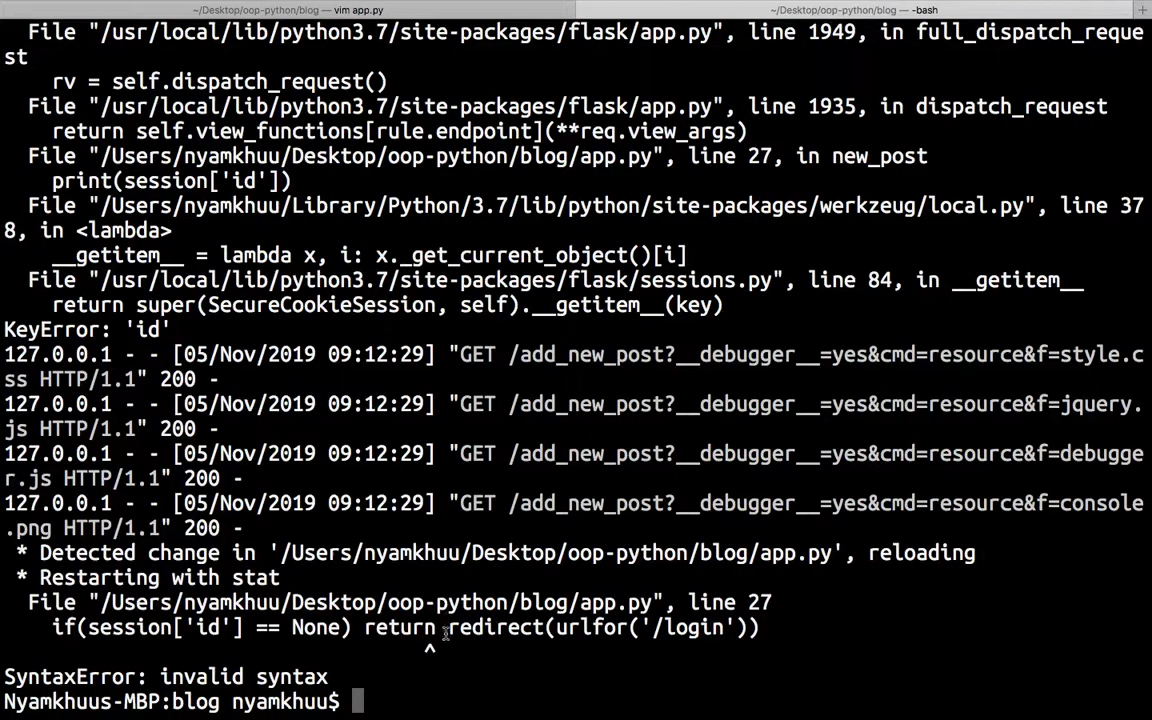 ~/Desktop/oop-python/blog — vim app.py
~/Desktop/oop-python/blog — -bash
File "/usr/local/lib/python3.7/site-packages/flask/app.py", line 1949, in full_dispatch_reque
st
rv = self.dispatch_request()
File "/usr/local/lib/python3.7/site-packages/flask/app.py", line 1935, in dispatch_request
return self.view_functions[rule.endpoint](**req.view_args)
File "/Users/nyamkhuu/Desktop/oop-python/blog/app.py", line 27, in new_post
print(session['id'])
File "/Users/nyamkhuu/Library/Python/3.7/lib/python/site-packages/werkzeug/local.py", line 37
8, in <lambda>
__getitem__ = lambda x, i: x._get_current_object()[i]
File "/usr/local/lib/python3.7/site-packages/flask/sessions.py", line 84, in __getitem__
return super(SecureCookieSession, self).__getitem__(key)
KeyError: 'id'
127.0.0.1 - - [05/Nov/2019 09:12:29] "GET /add_new_post?__debugger__=yes&cmd=resource&f=style.c
ss HTTP/1.1" 200 -
127.0.0.1 - - [05/Nov/2019 09:12:29] "GET /add_new_post?__debugger__=yes&cmd=resource&f=jquery.
js HTTP/1.1" 200 -
127.0.0.1 - - [05/Nov/2019 09:12:29] "GET /add_new_post?__debugger__=yes&cmd=resource&f=debugge
r.js HTTP/1.1" 200 -
127.0.0.1 - - [05/Nov/2019 09:12:29] "GET /add_new_post?__debugger__=yes&cmd=resource&f=console
.png HTTP/1.1" 200 -
* Detected change in '/Users/nyamkhuu/Desktop/oop-python/blog/app.py', reloading
* Restarting with stat
File "/Users/nyamkhuu/Desktop/oop-python/blog/app.py", line 27
if(session['id'] == None) return redirect(urlfor('/login'))
^
SyntaxError: invalid syntax
Nyamkhuus-MBP:blog nyamkhuu$